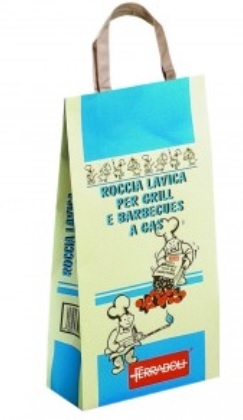 ROCCIA LAVICA
PER GRILL
E BARBECUES
A GAS
ROCCIA LAVICA
FERRABOLI